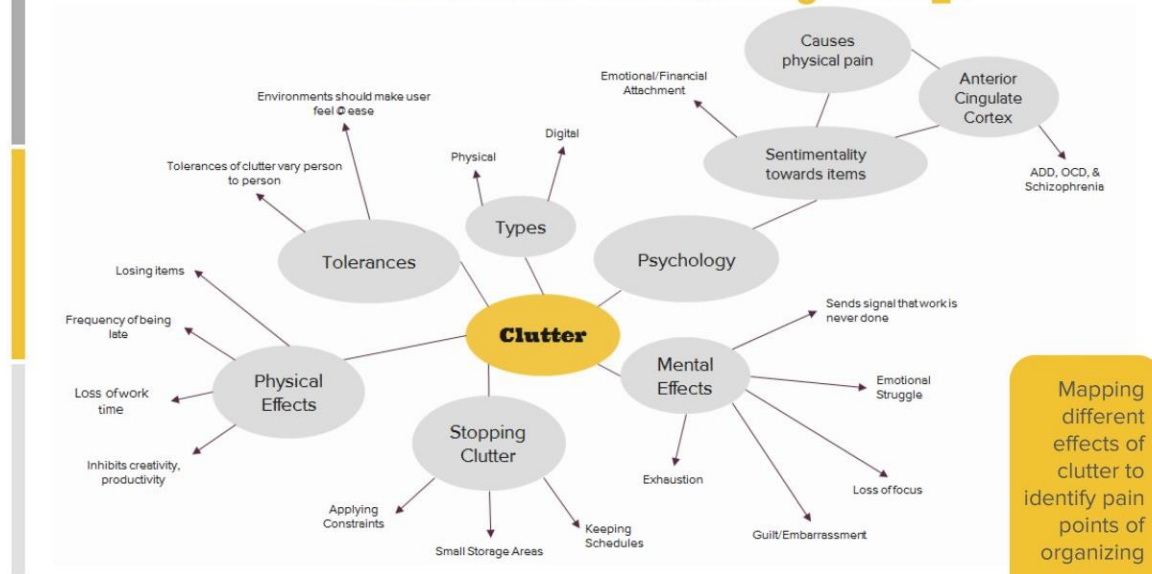 Causes
physical pain
Anterior
Cingulate
Cortex
Emotional/Financial
Attachment
Sentimentality
towards items
ADD, OCD, &
Schizophrenia
Environments should make user
feel @ ease
Digital
Physical
Tolerances of clutter vary person
to person
Types
Tolerances
Psychology
Losing items
Frequency of being
late
Loss of work
time
Inhibits creativity,
productivity
Physical
Effects
Clutter
Sends signal that work is
never done
Mental
Effects
Emotional
Struggle
Loss of focus
Guilt/Embarrassment
Exhaustion
Stopping
Clutter
Applying
Constraints
Small Storage Areas
Keeping
Schedules
Mapping
different
effects of
clutter to
identify pain
points of
organizing